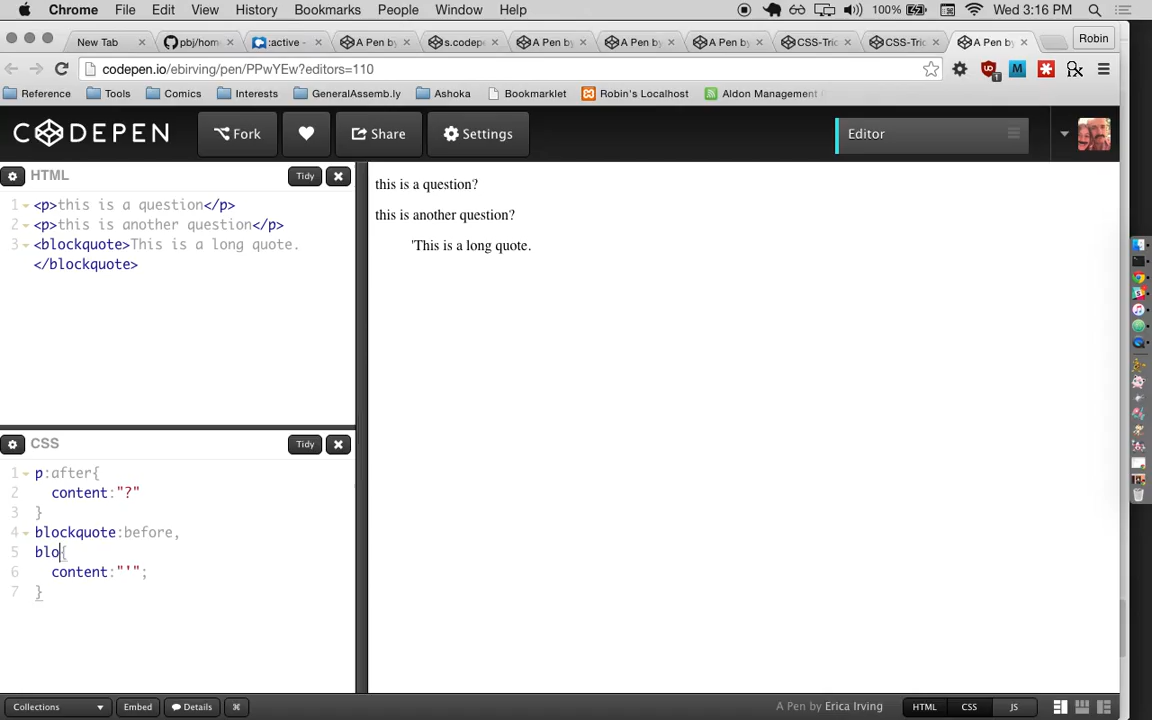 Chrome File Edit View History Bookmarks People Window Help 100% Wed 3:16 PM
New Tab pbj/hom :active - A Pen by s.codepe A Pen by A Pen by A Pen by CSS-Tric CSS-Tric A Pen by Robin
codepen.io/ebirving/pen/PPwYEw?editors=110
Reference Tools Comics Interests GeneralAssemb.ly Ashoka Bookmarklet Robin's Localhost Aldon Management
CODEPEN Fork Share Settings Editor
HTML Tidy
1 <p>this is a question</p>
2 <p>this is another question</p>
3 <blockquote>This is a long quote.
</blockquote>
this is a question?
this is another question?
'This is a long quote.
CSS Tidy
1 p:after{
2 content:"?"
3 }
4 blockquote:before,
5 blo{
6 content:"'";
7 }
Collections Embed Details ⌘ A Pen by Erica Irving HTML CSS JS